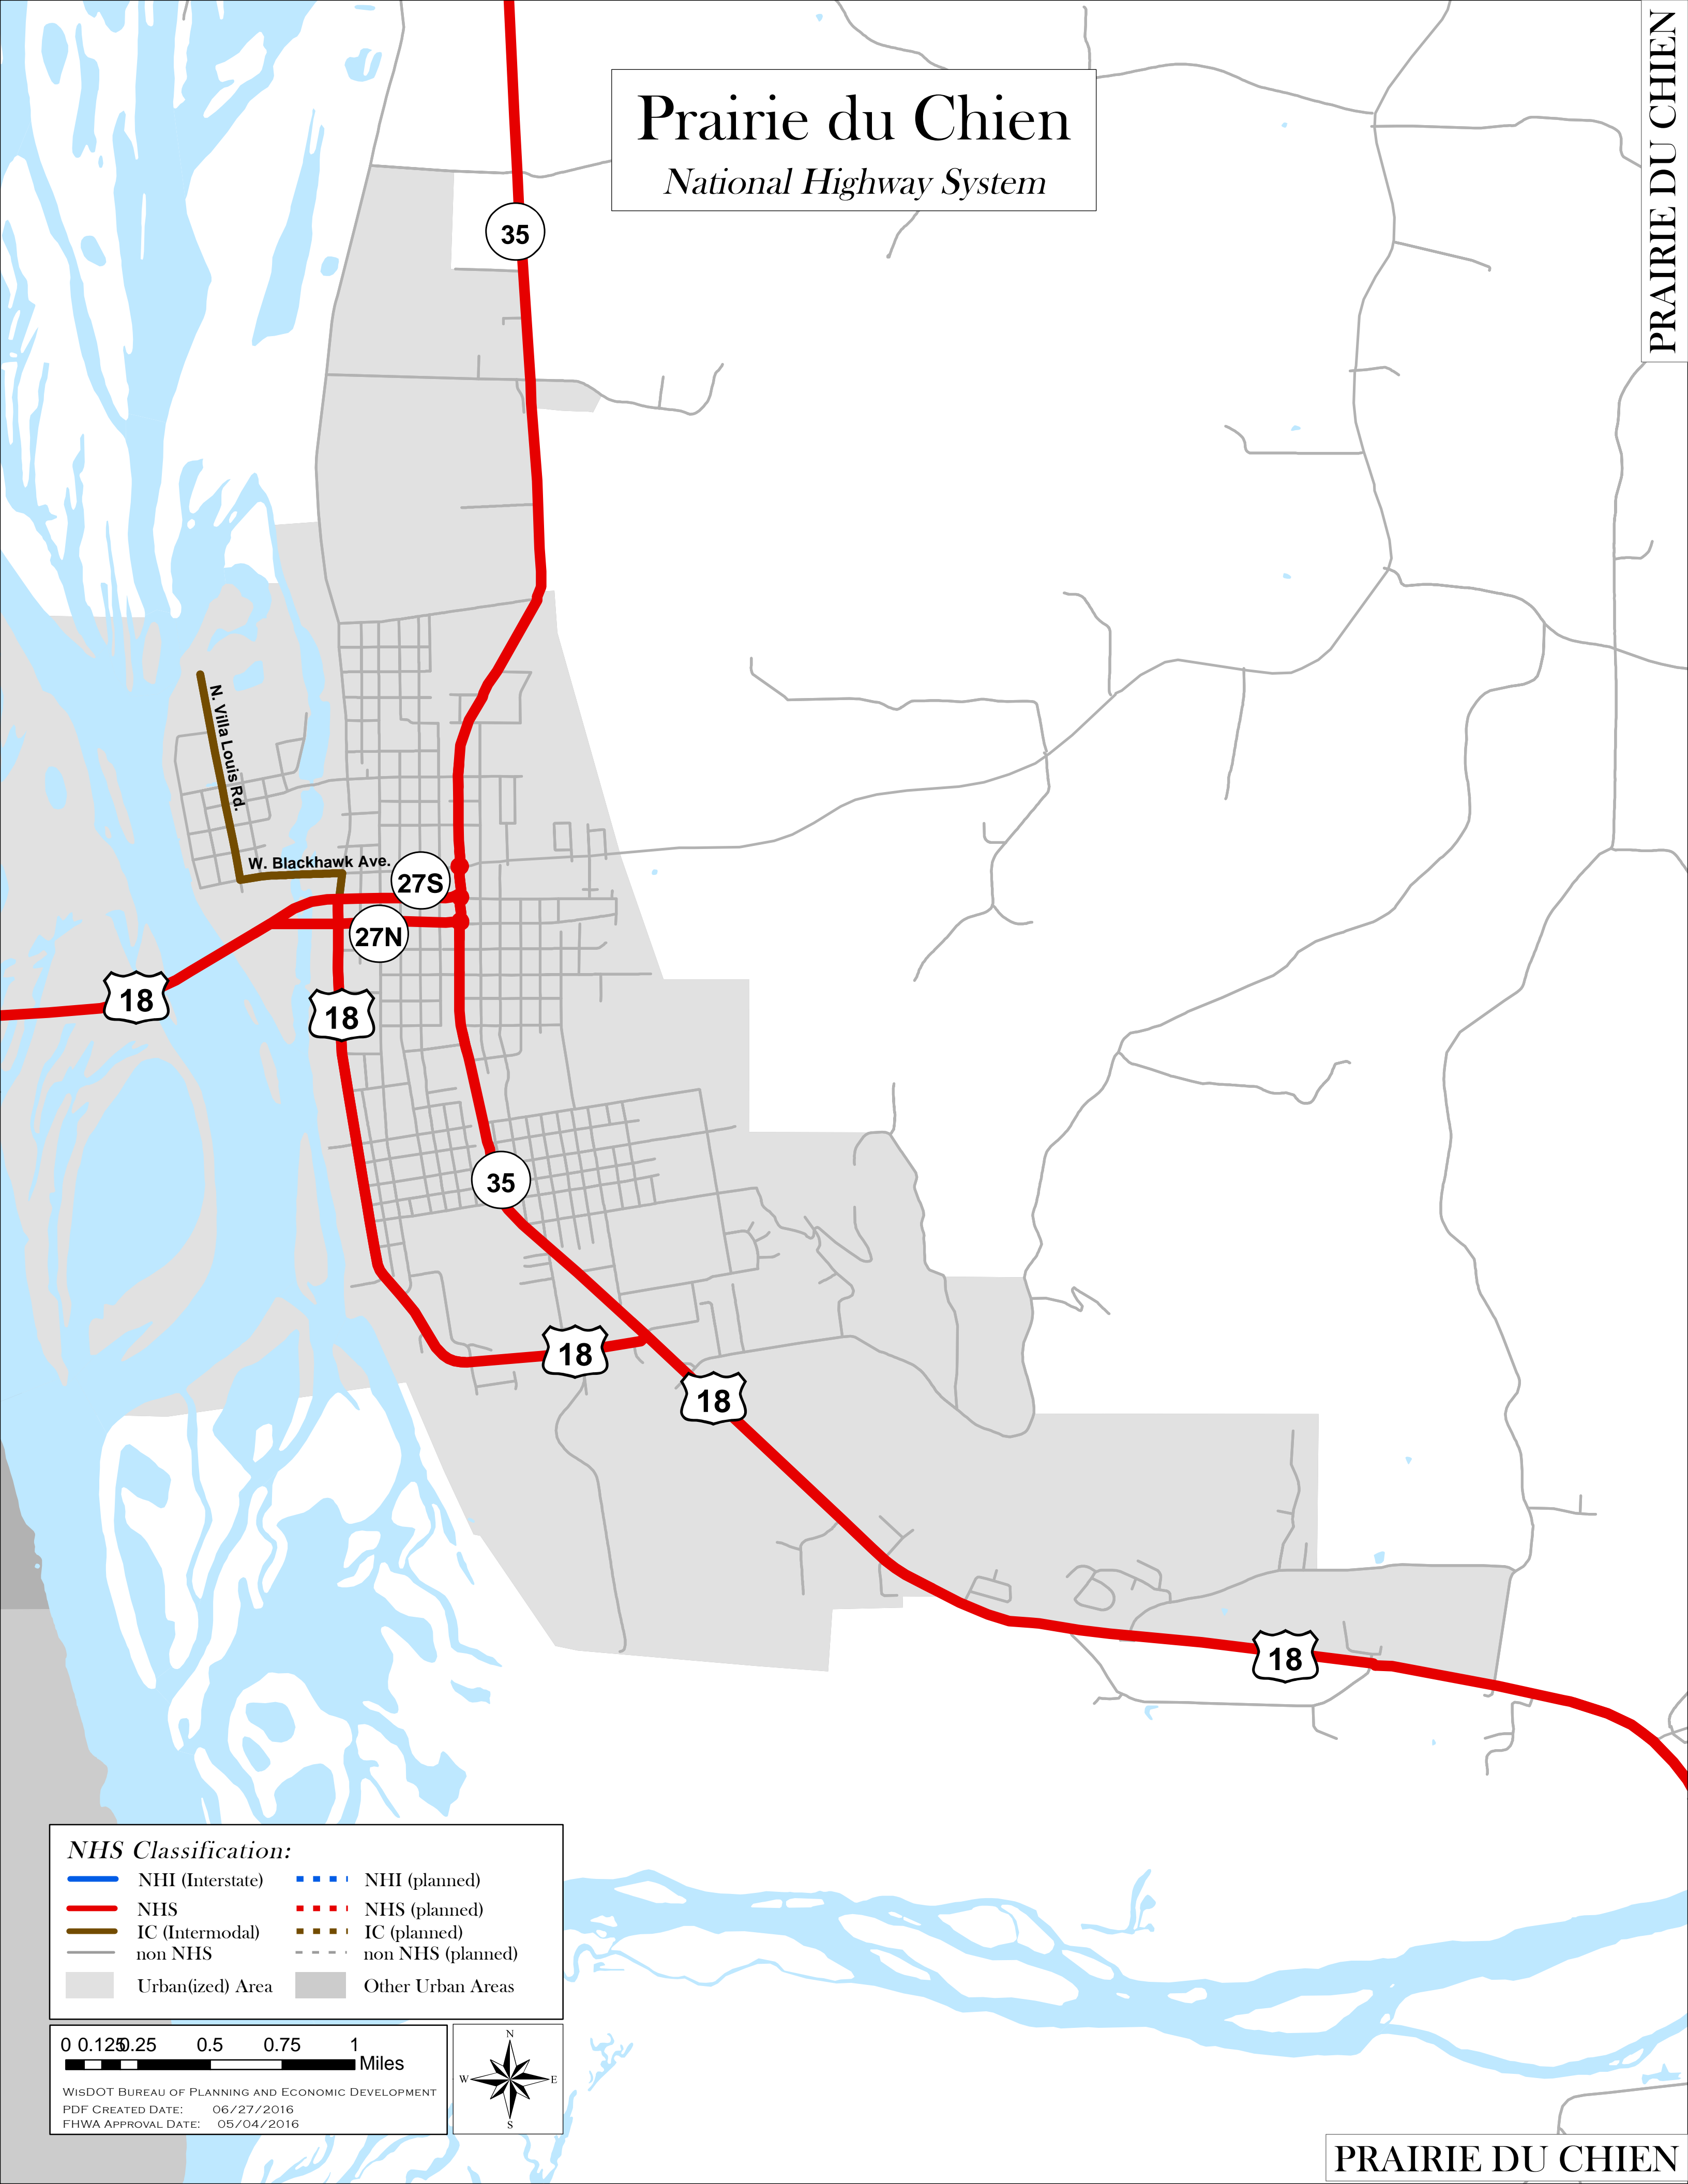 Prairie du Chien
National Highway System
PRAIRIE DU CHIEN
35
N. Villa Louis Rd.
W. Blackhawk Ave.
27S
27N
18
18
35
18
18
18
NHS Classification:
NHI (Interstate)
NHI (planned)
NHS
NHS (planned)
IC (Intermodal)
IC (planned)
non NHS
non NHS (planned)
Urban(ized) Area
Other Urban Areas
0 0.125 0.25 0.5 0.75 1
Miles
WisDOT Bureau of Planning and Economic Development
PDF Created Date: 06/27/2016
FHWA Approval Date: 05/04/2016
N
W E
S
PRAIRIE DU CHIEN